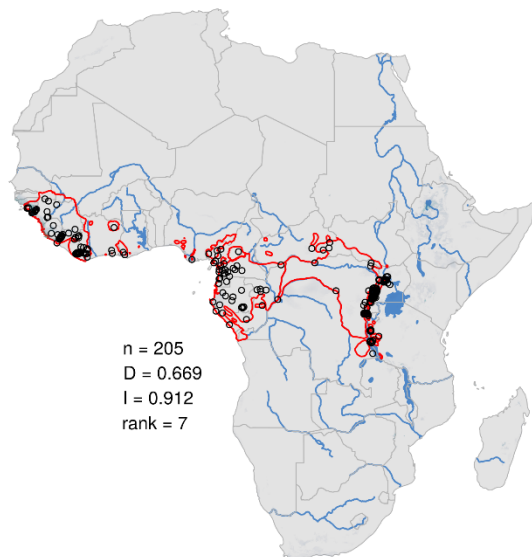 n = 205
D = 0.669
I = 0.912
rank = 7